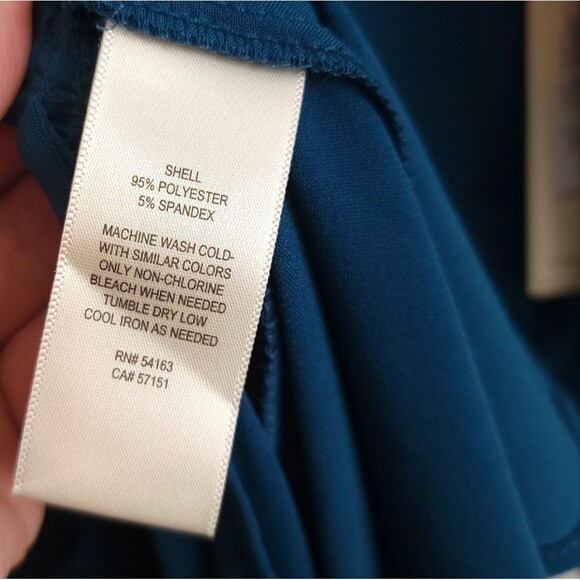 SHELL
95% POLYESTER
5% SPANDEX
MACHINE WASH COLD-
WITH SIMILAR COLORS
ONLY NON-CHLORINE
BLEACH WHEN NEEDED
TUMBLE DRY LOW
COOL IRON AS NEEDED
RN# 54163
CA# 57151